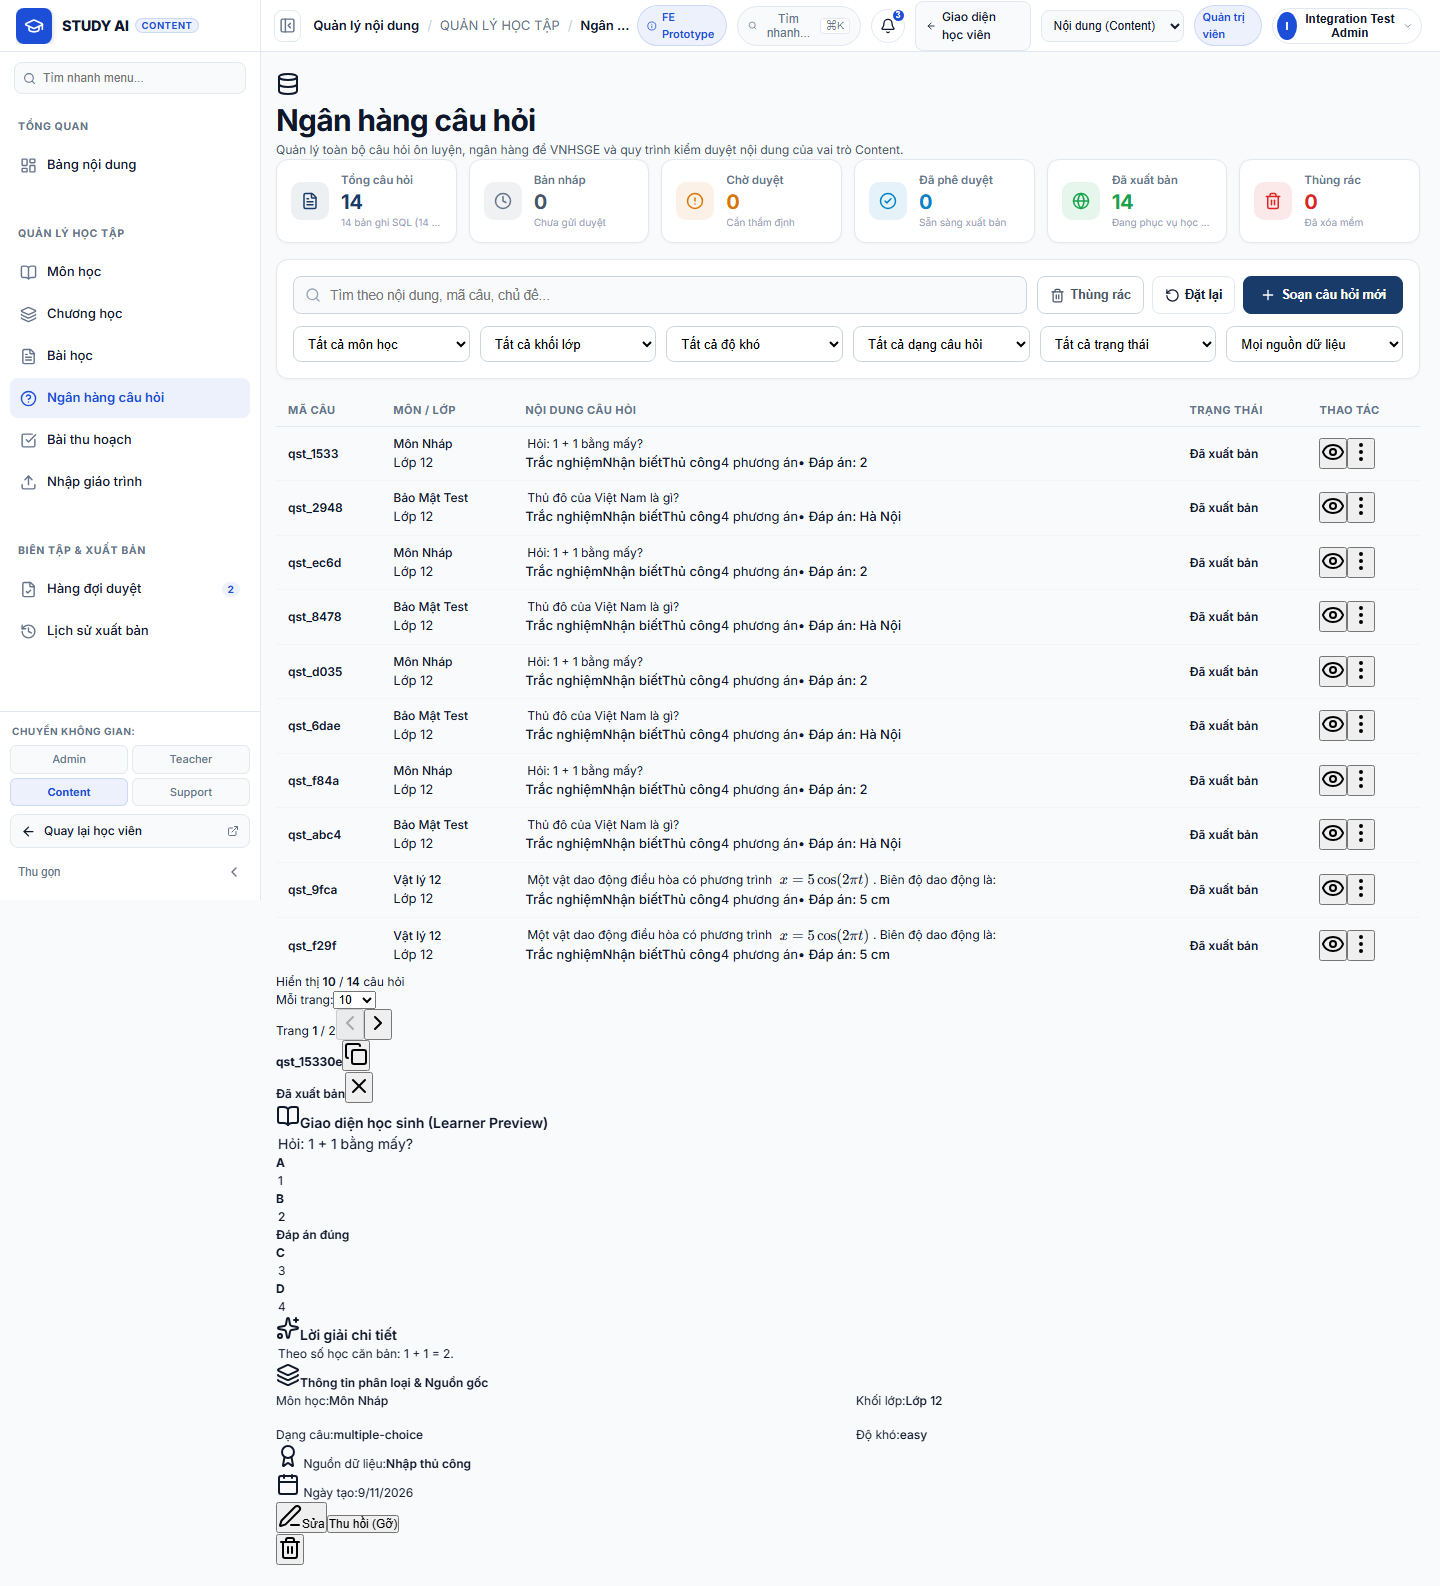 STUDY AI CONTENT
Tìm nhanh menu...
TỔNG QUAN
Bảng nội dung
QUẢN LÝ HỌC TẬP
Môn học
Chương học
Bài học
Ngân hàng câu hỏi
Bài thu hoạch
Nhập giáo trình
BIÊN TẬP & XUẤT BẢN
Hàng đợi duyệt 2
Lịch sử xuất bản
CHUYỂN KHÔNG GIAN:
Admin Teacher
Content Support
Quay lại học viên
Thu gọn
Quản lý nội dung / QUẢN LÝ HỌC TẬP / Ngân ...
FE Prototype
Tìm nhanh... ⌘K
3
Giao diện học viên
Nội dung (Content)
Quản trị viên
I Integration Test Admin
Ngân hàng câu hỏi
Quản lý toàn bộ câu hỏi ôn luyện, ngân hàng đề VNHSGE và quy trình kiểm duyệt nội dung của vai trò Content.
Tổng câu hỏi
14
14 bản ghi SQL (14 ...
Bản nháp
0
Chưa gửi duyệt
Chờ duyệt
0
Cần thẩm định
Đã phê duyệt
0
Sẵn sàng xuất bản
Đã xuất bản
14
Đang phục vụ học ...
Thùng rác
0
Đã xóa mềm
Tìm theo nội dung, mã câu, chủ đề...
Thùng rác
Đặt lại
Soạn câu hỏi mới
Tất cả môn học
Tất cả khối lớp
Tất cả độ khó
Tất cả dạng câu hỏi
Tất cả trạng thái
Mọi nguồn dữ liệu
MÃ CÂU MÔN / LỚP NỘI DUNG CÂU HỎI TRẠNG THÁI THAO TÁC
qst_1533 Môn Nháp Hỏi: 1 + 1 bằng mấy? Đã xuất bản
Lớp 12 Trắc nghiệmNhận biếtThủ công4 phương án• Đáp án: 2
qst_2948 Bảo Mật Test Thủ đô của Việt Nam là gì? Đã xuất bản
Lớp 12 Trắc nghiệmNhận biếtThủ công4 phương án• Đáp án: Hà Nội
qst_ec6d Môn Nháp Hỏi: 1 + 1 bằng mấy? Đã xuất bản
Lớp 12 Trắc nghiệmNhận biếtThủ công4 phương án• Đáp án: 2
qst_8478 Bảo Mật Test Thủ đô của Việt Nam là gì? Đã xuất bản
Lớp 12 Trắc nghiệmNhận biếtThủ công4 phương án• Đáp án: Hà Nội
qst_d035 Môn Nháp Hỏi: 1 + 1 bằng mấy? Đã xuất bản
Lớp 12 Trắc nghiệmNhận biếtThủ công4 phương án• Đáp án: 2
qst_6dae Bảo Mật Test Thủ đô của Việt Nam là gì? Đã xuất bản
Lớp 12 Trắc nghiệmNhận biếtThủ công4 phương án• Đáp án: Hà Nội
qst_f84a Môn Nháp Hỏi: 1 + 1 bằng mấy? Đã xuất bản
Lớp 12 Trắc nghiệmNhận biếtThủ công4 phương án• Đáp án: 2
qst_abc4 Bảo Mật Test Thủ đô của Việt Nam là gì? Đã xuất bản
Lớp 12 Trắc nghiệmNhận biếtThủ công4 phương án• Đáp án: Hà Nội
qst_9fca Vật lý 12 Một vật dao động điều hòa có phương trình x = 5 cos(2πt) . Biên độ dao động là: Đã xuất bản
Lớp 12 Trắc nghiệmNhận biếtThủ công4 phương án• Đáp án: 5 cm
qst_f29f Vật lý 12 Một vật dao động điều hòa có phương trình x = 5 cos(2πt) . Biên độ dao động là: Đã xuất bản
Lớp 12 Trắc nghiệmNhận biếtThủ công4 phương án• Đáp án: 5 cm
Hiển thị 10 / 14 câu hỏi
Mỗi trang: 10
Trang 1 / 2
qst_15330e
Đã xuất bản
Giao diện học sinh (Learner Preview)
Hỏi: 1 + 1 bằng mấy?
A
1
B
2
Đáp án đúng
C
3
D
4
Lời giải chi tiết
Theo số học căn bản: 1 + 1 = 2.
Thông tin phân loại & Nguồn gốc
Môn học:Môn Nháp Khối lớp:Lớp 12
Dạng câu:multiple-choice Độ khó:easy
Nguồn dữ liệu:Nhập thủ công
Ngày tạo:9/11/2026
Sửa Thu hồi (Gỡ)